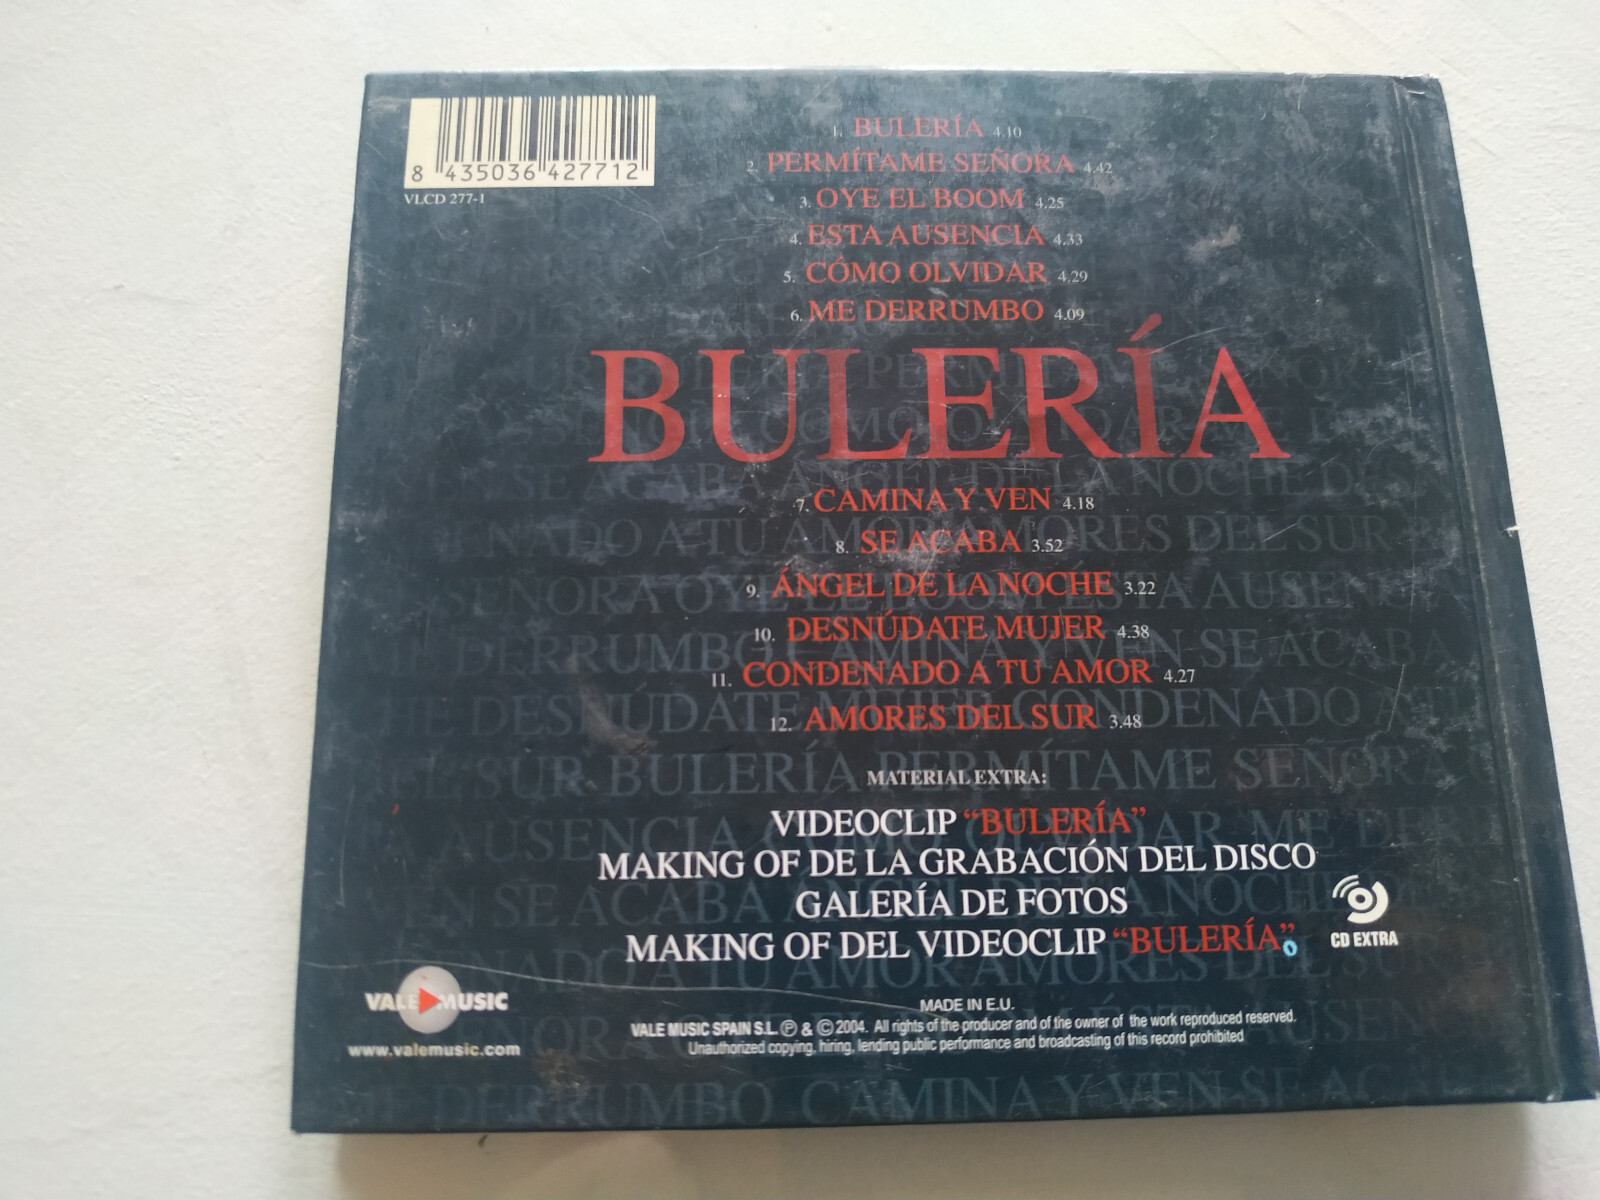 8 435036 427712
VLCD 277-1
1. BULERÍA 4.10
2. PERMÍTAME SEÑORA 4.42
3. OYE EL BOOM 4.25
4. ESTA AUSENCIA 4.33
5. CÓMO OLVIDAR 4.29
6. ME DERRUMBO 4.09
BULERÍA
7. CAMINA Y VEN 4.18
8. SE ACABA 3.52
9. ÁNGEL DE LA NOCHE 3.22
10. DESNÚDATE MUJER 4.38
11. CONDENADO A TU AMOR 4.27
12. AMORES DEL SUR 3.48
MATERIAL EXTRA:
VIDEOCLIP “BULERÍA”
MAKING OF DE LA GRABACIÓN DEL DISCO
GALERÍA DE FOTOS
MAKING OF DEL VIDEOCLIP “BULERÍA”
CD EXTRA
VALE MUSIC
www.valemusic.com
MADE IN E.U.
VALE MUSIC SPAIN S.L. Ⓟ & © 2004. All rights of the producer and of the owner of the work reproduced reserved.
Unauthorized copying, hiring, lending public performance and broadcasting of this record prohibited